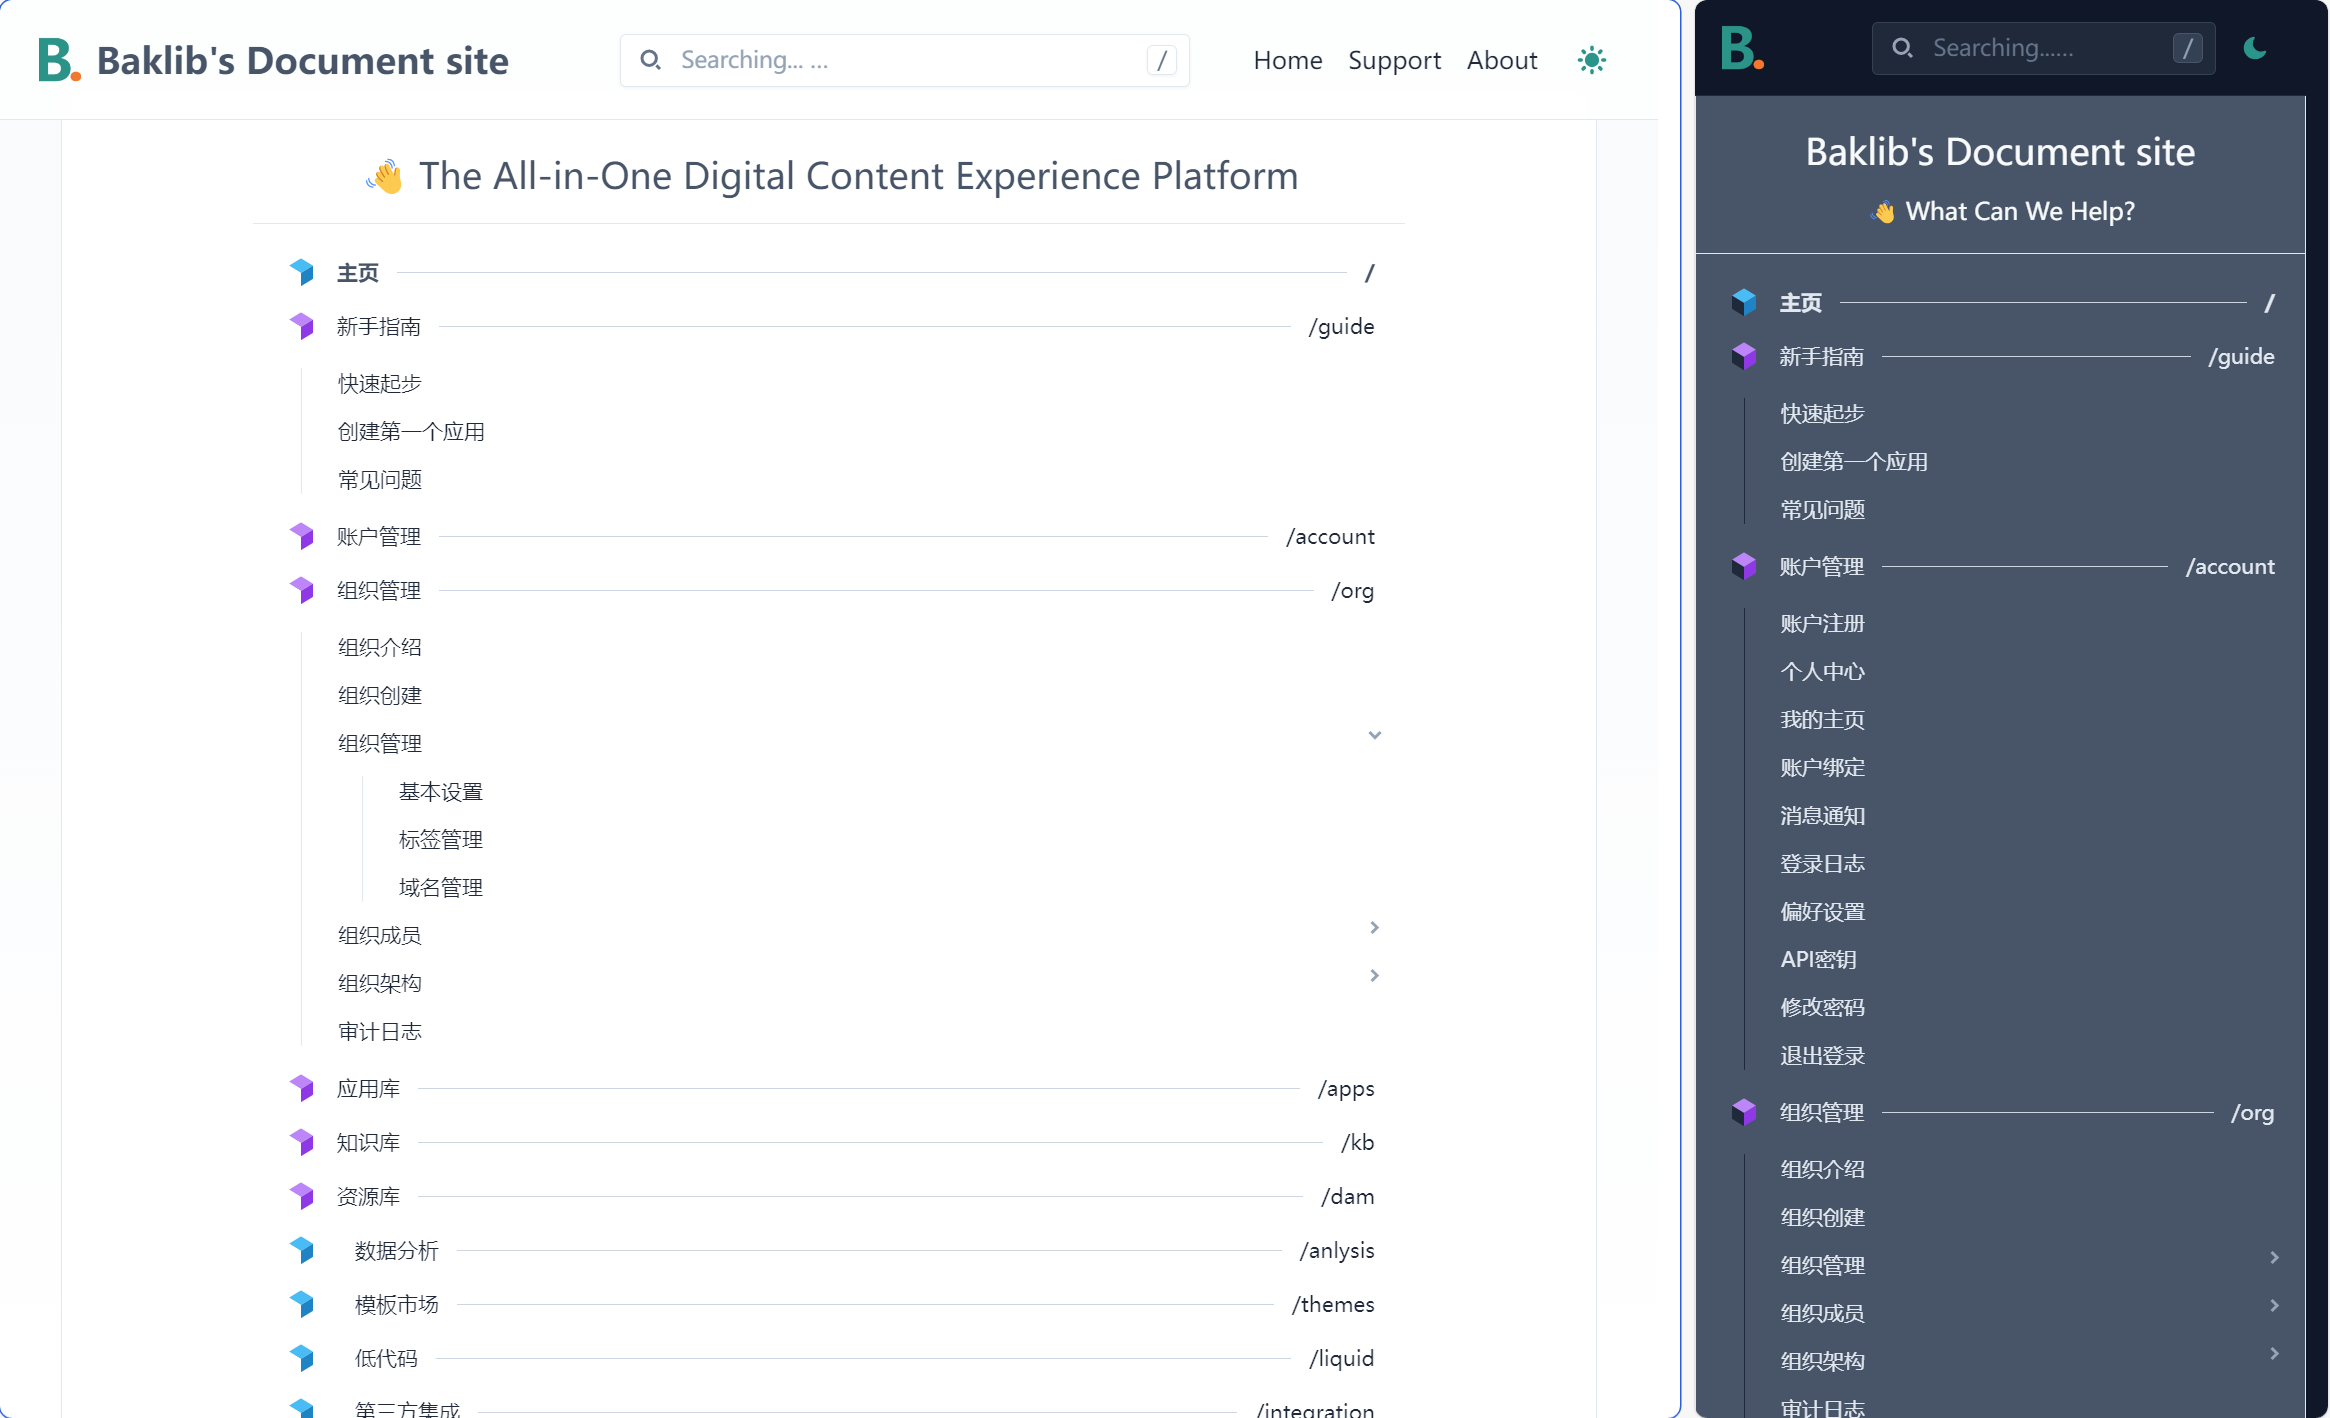 B. Baklib's Document site
Searching... ...
/
Home Support About
👋 The All-in-One Digital Content Experience Platform
主页 /
新手指南 /guide
快速起步
创建第一个应用
常见问题
账户管理 /account
组织管理 /org
组织介绍
组织创建
组织管理
基本设置
标签管理
域名管理
组织成员
组织架构
审计日志
应用库 /apps
知识库 /kb
资源库 /dam
数据分析 /anlysis
模板市场 /themes
低代码 /liquid
第三方集成 /integration
B.
Searching......
/
Baklib's Document site
👋 What Can We Help?
主页 /
新手指南 /guide
快速起步
创建第一个应用
常见问题
账户管理 /account
账户注册
个人中心
我的主页
账户绑定
消息通知
登录日志
偏好设置
API密钥
修改密码
退出登录
组织管理 /org
组织介绍
组织创建
组织管理
组织成员
组织架构
审计日志